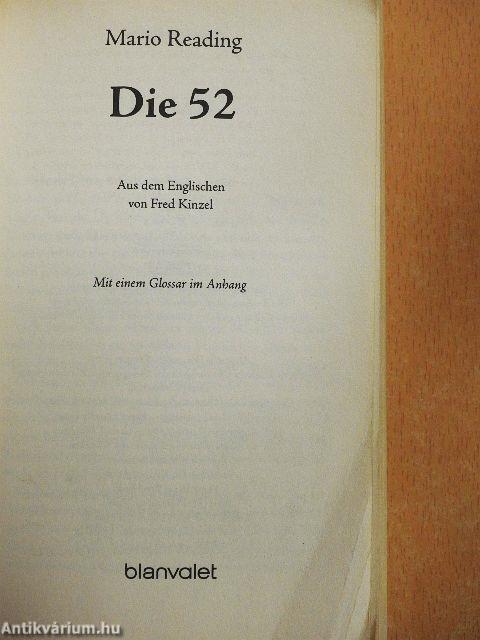 Mario Reading
Die 52
Aus dem Englischen
von Fred Kinzel
Mit einem Glossar im Anhang
blanvalet
Antikvárium.hu